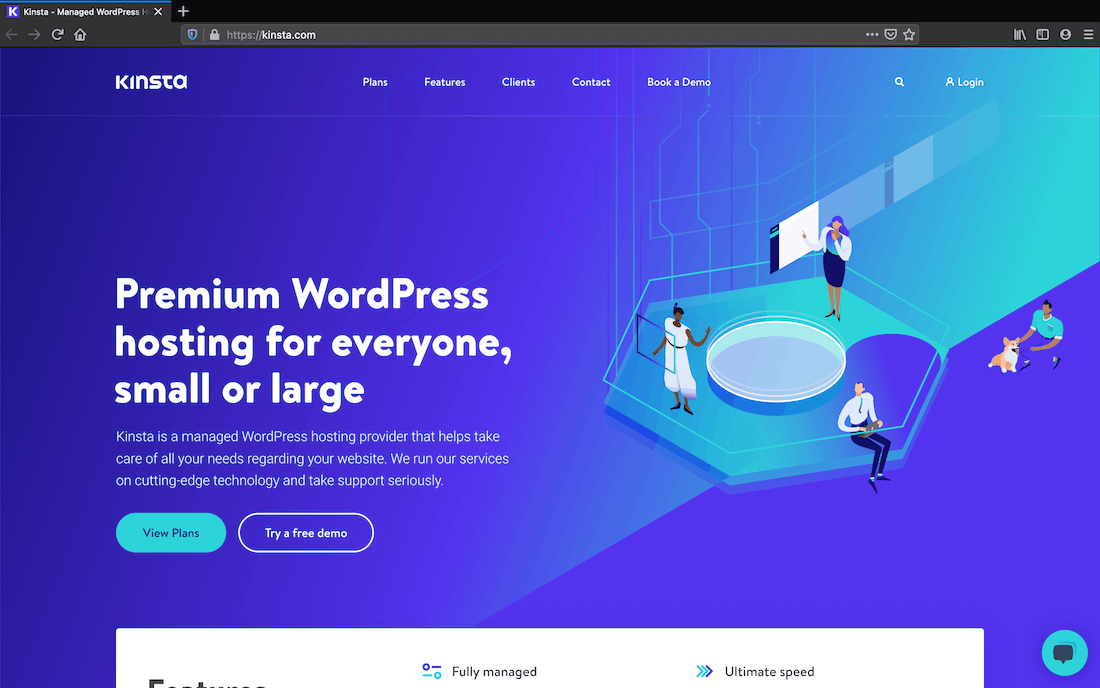 Kinsta - Managed WordPress H
https://kinsta.com
KINSTA
Plans
Features
Clients
Contact
Book a Demo
Login
Premium WordPress
hosting for everyone,
small or large
Kinsta is a managed WordPress hosting provider that helps take
care of all your needs regarding your website. We run our services
on cutting-edge technology and take support seriously.
View Plans
Try a free demo
Features
Fully managed
Ultimate speed